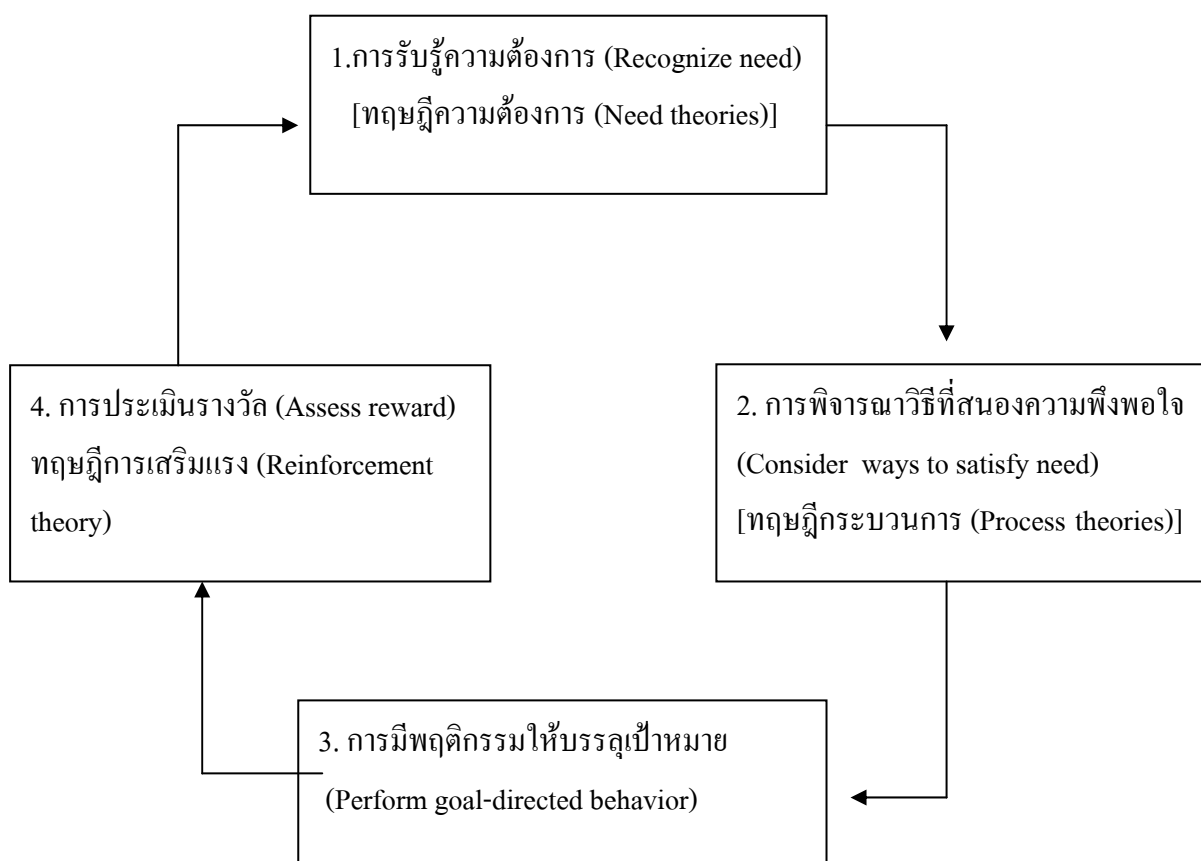 1.การรับรู้ความต้องการ (Recognize need)
[ทฤษฎีความต้องการ (Need theories)]
2. การพิจารณาวิธีที่สนองความพึงพอใจ
(Consider ways to satisfy need)
[ทฤษฎีกระบวนการ (Process theories)]
3. การมีพฤติกรรมให้บรรลุเป้าหมาย
(Perform goal-directed behavior)
4. การประเมินรางวัล (Assess reward)
ทฤษฎีการเสริมแรง (Reinforcement
theory)